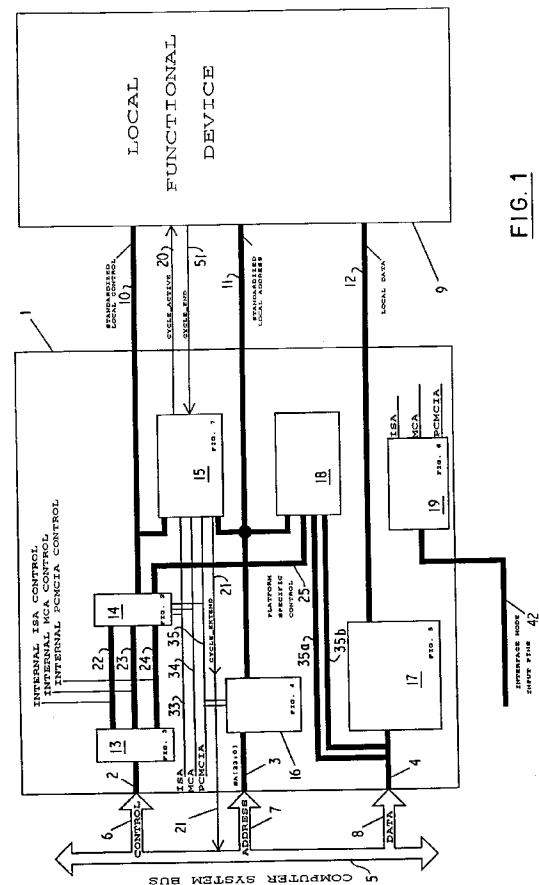 COMPUTER SYSTEM BUS
5
6
CONTROL
2
7
ADDRESS
SA(23:0)
3
8
DATA
4
1
INTERNAL ISA CONTROL
INTERNAL MCA CONTROL
INTERNAL PCMCIA CONTROL
13
FIG. 3
22
23
24
14
FIG. 2
ISA
MCA
PCMCIA
33
34
35
21
CYCLE_EXTEND
21
16
FIG. 4
15
FIG. 7
PLATFORM
SPECIFIC
CONTROL
25
18
35a
35b
17
FIG. 5
19
FIG. 6
ISA
MCA
PCMCIA
INTERFACE MODE
INPUT PINS
42
STANDARDIZED
LOCAL CONTROL
10
CYCLE_ACTIVE
20
CYCLE_END
51
11
STANDARDIZED
LOCAL ADDRESS
12
LOCAL DATA
LOCAL
FUNCTIONAL
DEVICE
9
FIG. 1